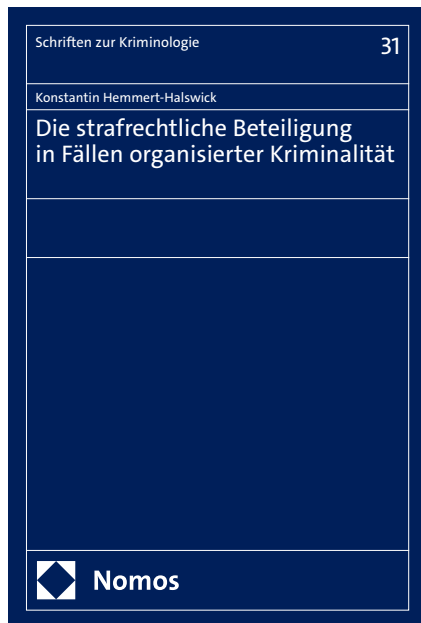 Schriften zur Kriminologie 31
Konstantin Hemmert-Halswick
Die strafrechtliche Beteiligung
in Fällen organisierter Kriminalität
Nomos